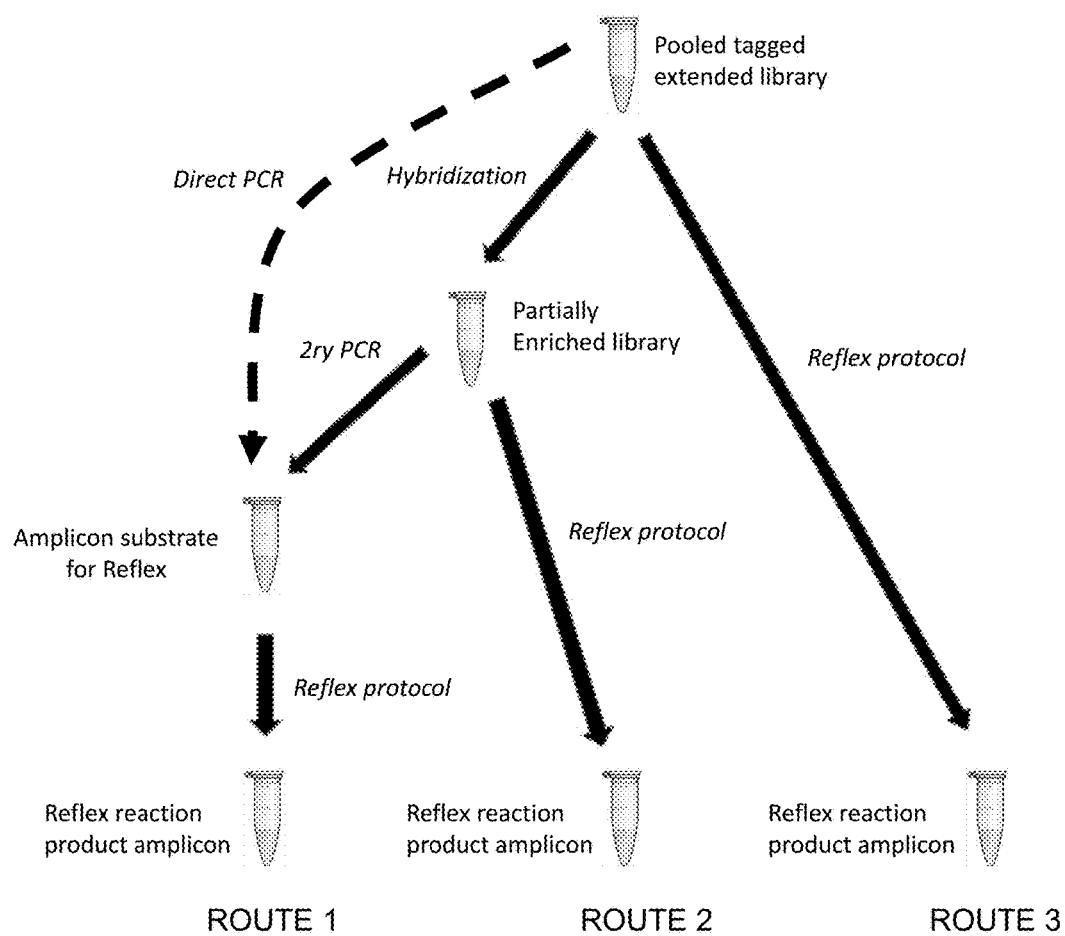 Pooled tagged
extended library
Direct PCR
Hybridization
Partially
Enriched library
2ry PCR
Reflex protocol
Amplicon substrate
for Reflex
Reflex protocol
Reflex protocol
Reflex reaction
product amplicon
Reflex reaction
product amplicon
Reflex reaction
product amplicon
ROUTE 1
ROUTE 2
ROUTE 3